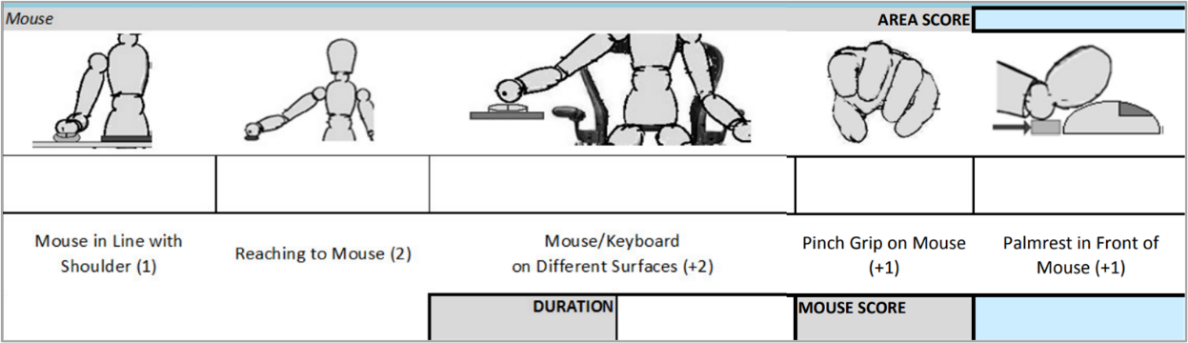 Mouse
AREA SCORE
Mouse in Line with
Shoulder (1)
Reaching to Mouse (2)
Mouse/Keyboard
on Different Surfaces (+2)
Pinch Grip on Mouse
(+1)
Palmrest in Front of
Mouse (+1)
DURATION
MOUSE SCORE